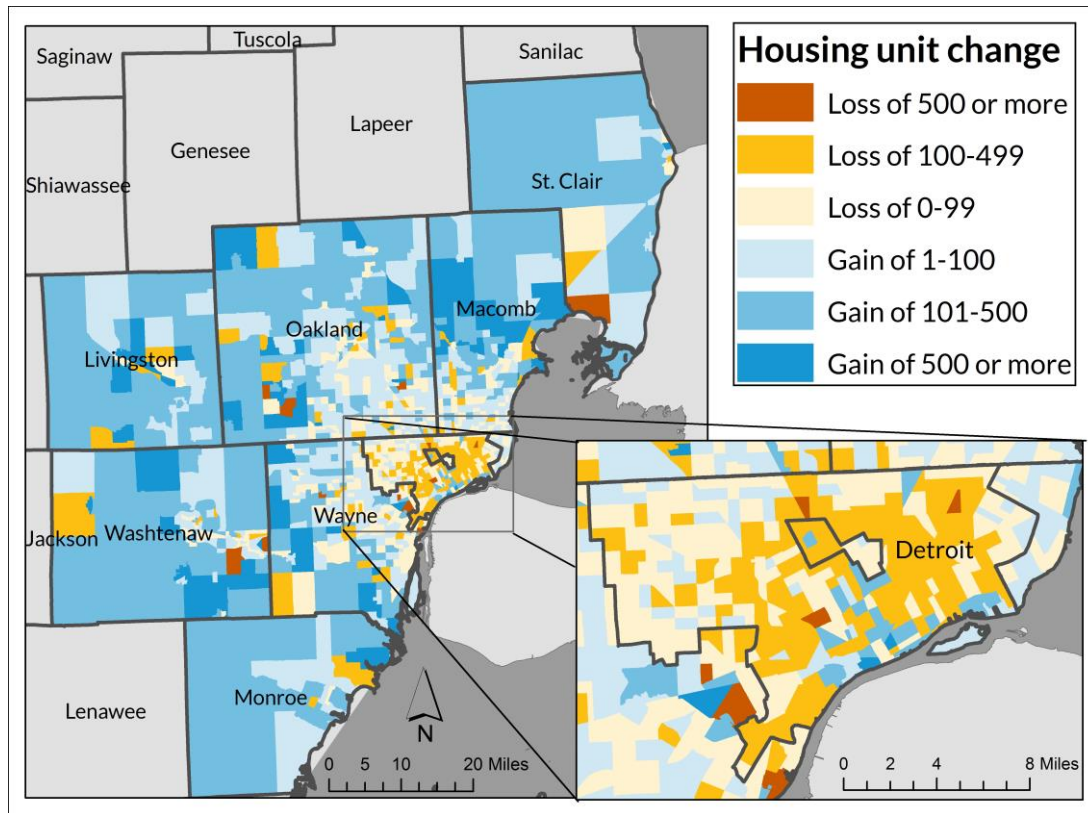 Tuscola
Saginaw
Sanilac
Lapeer
Genesee
Shiawassee
St. Clair
Macomb
Oakland
Livingston
Wayne
Washtenaw
Jackson
Lenawee
Monroe
N
0 5 10 20 Miles
Housing unit change
Loss of 500 or more
Loss of 100-499
Loss of 0-99
Gain of 1-100
Gain of 101-500
Gain of 500 or more
Detroit
0 2 4 8 Miles